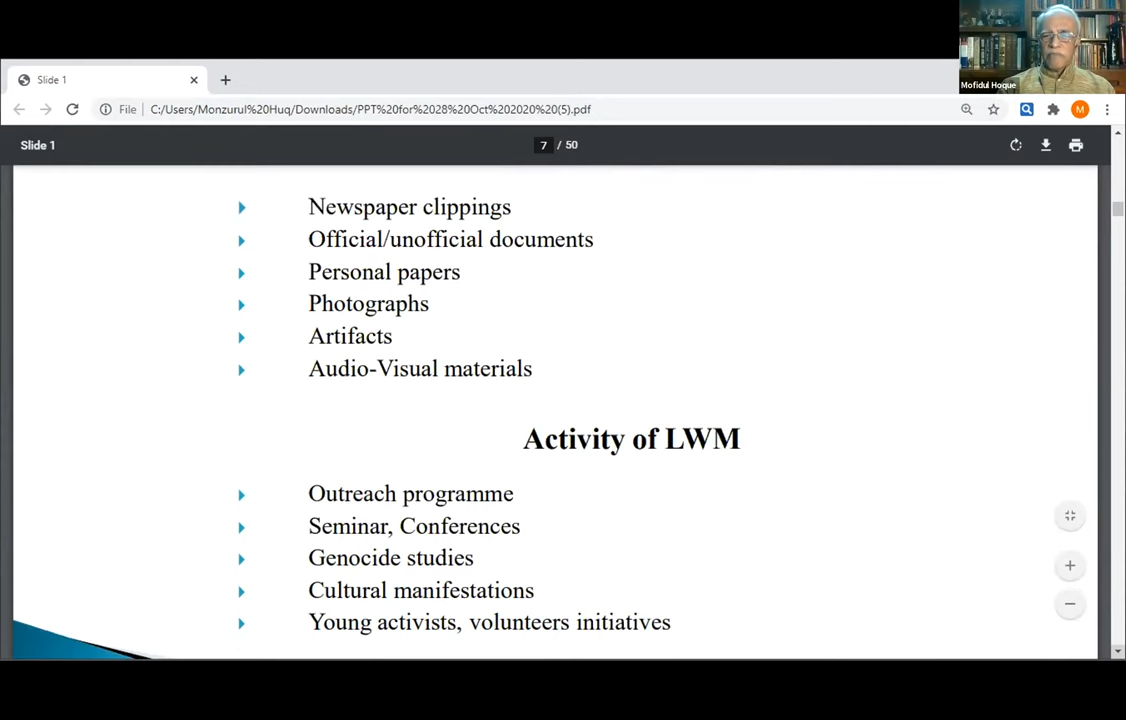 Slide 1
File C:/Users/Monzurul%20Huq/Downloads/PPT%20for%2028%20Oct%202020%20(5).pdf
M
Mofidul Hoque
Slide 1
7 / 50
Newspaper clippings
Official/unofficial documents
Personal papers
Photographs
Artifacts
Audio-Visual materials
Activity of LWM
Outreach programme
Seminar, Conferences
Genocide studies
Cultural manifestations
Young activists, volunteers initiatives